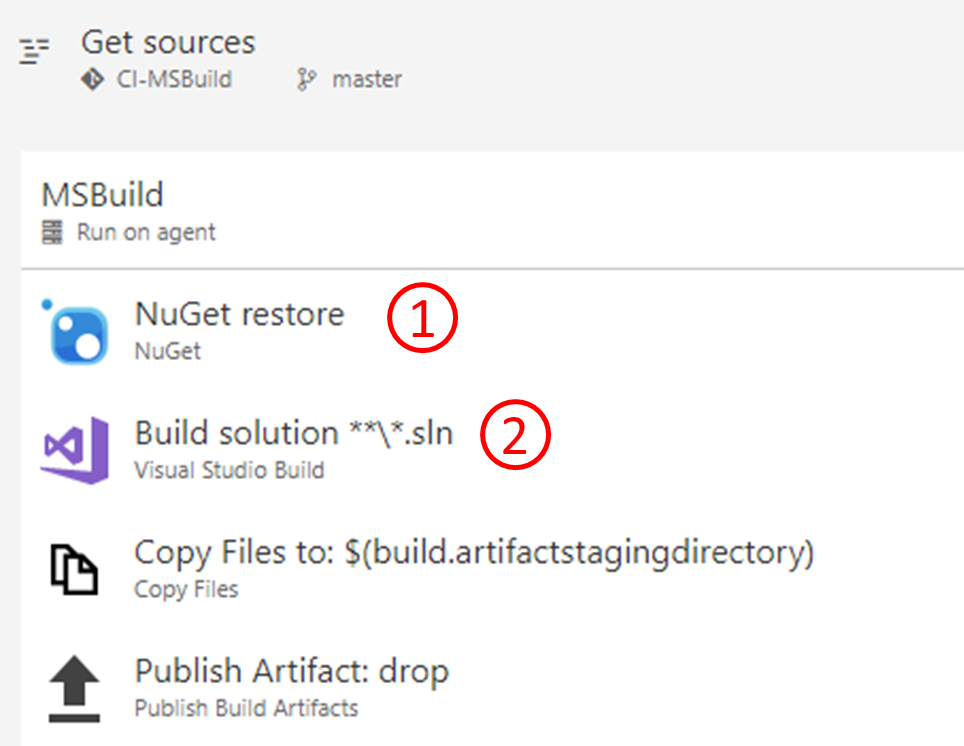 Get sources
CI-MSBuild master
MSBuild
Run on agent
NuGet restore 1
NuGet
Build solution **\*.sln 2
Visual Studio Build
Copy Files to: $(build.artifactstagingdirectory)
Copy Files
Publish Artifact: drop
Publish Build Artifacts